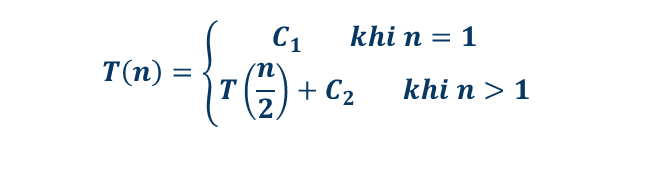 T(n) = { C₁ khi n = 1
T(n/2) + C₂ khi n > 1